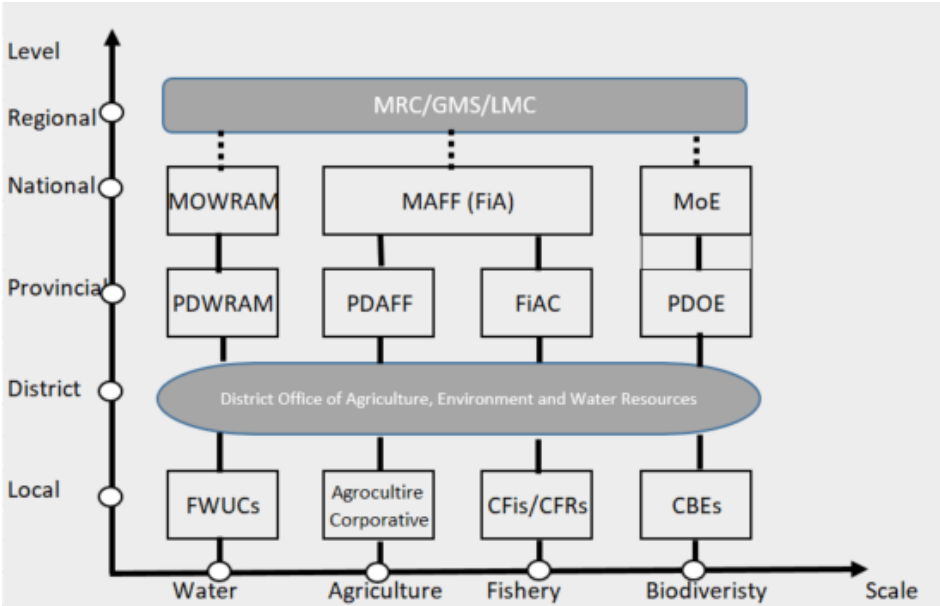 Level
MRC/GMS/LMC
Regional
National
MOWRAM
MAFF (FiA)
MoE
Provincial
PDWRAM
PDAFF
FiAC
PDOE
District
District Office of Agriculture, Environment and Water Resources
Local
FWUCs
Agrocultire
Corporative
CFis/CFRs
CBEs
Water
Agriculture
Fishery
Biodiveristy
Scale